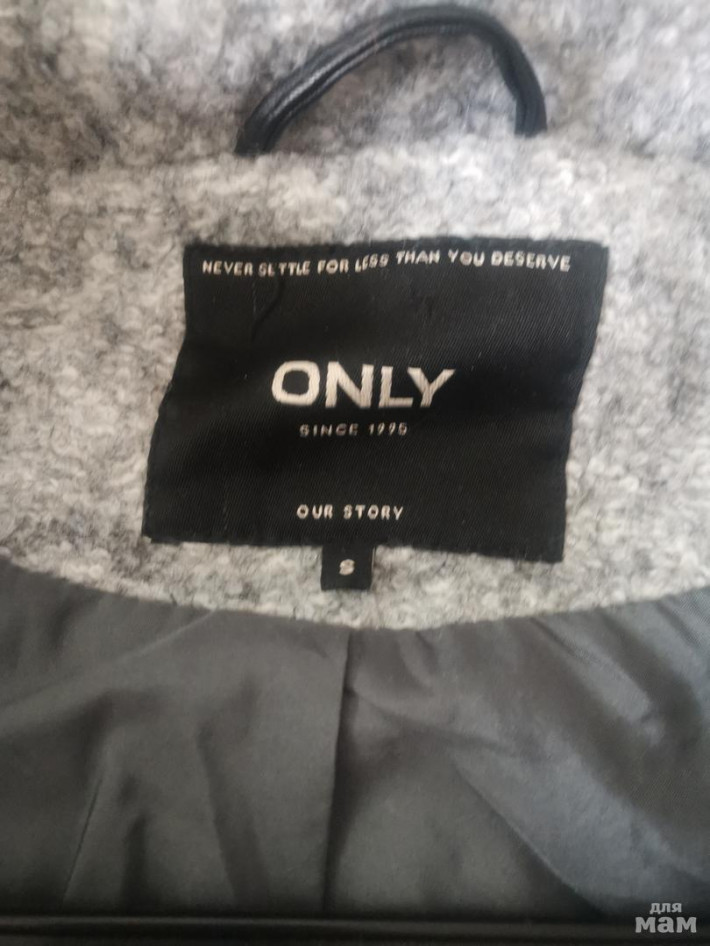 NEVER SETTLE FOR LESS THAN YOU DESERVE
ONLY
SINCE 1995
OUR STORY
S
для
мам